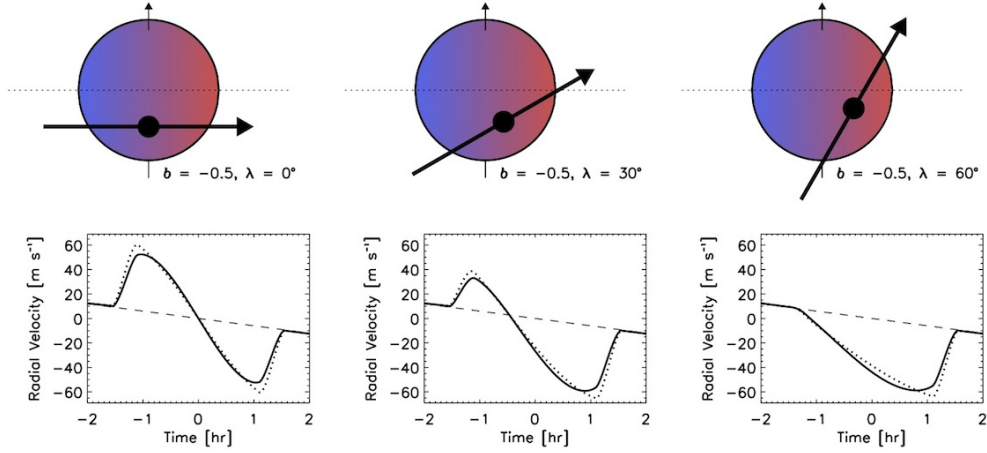 b = −0.5, λ = 0°
b = −0.5, λ = 30°
b = −0.5, λ = 60°
Radial Velocity [m s⁻¹]
60
40
20
0
−20
−40
−60
−2 −1 0 1 2
Time [hr]
Radial Velocity [m s⁻¹]
60
40
20
0
−20
−40
−60
−2 −1 0 1 2
Time [hr]
Radial Velocity [m s⁻¹]
60
40
20
0
−20
−40
−60
−2 −1 0 1 2
Time [hr]